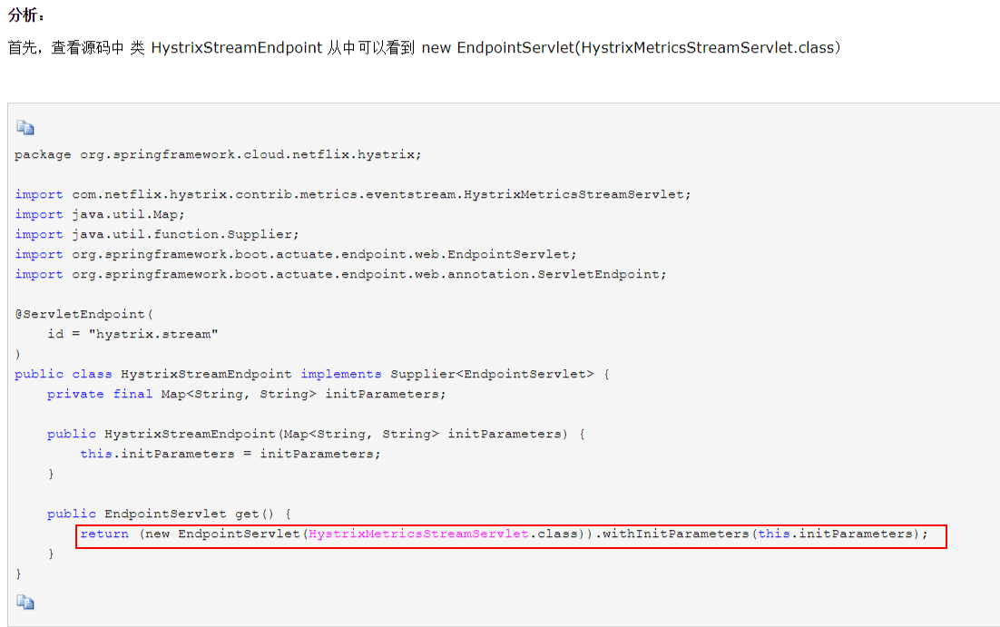 分析：
首先，查看源码中 类 HystrixStreamEndpoint 从中可以看到 new EndpointServlet(HystrixMetricsStreamServlet.class）
package org.springframework.cloud.netflix.hystrix;
import com.netflix.hystrix.contrib.metrics.eventstream.HystrixMetricsStreamServlet;
import java.util.Map;
import java.util.function.Supplier;
import org.springframework.boot.actuate.endpoint.web.EndpointServlet;
import org.springframework.boot.actuate.endpoint.web.annotation.ServletEndpoint;
@ServletEndpoint(
    id = "hystrix.stream"
)
public class HystrixStreamEndpoint implements Supplier<EndpointServlet> {
    private final Map<String, String> initParameters;
    public HystrixStreamEndpoint(Map<String, String> initParameters) {
        this.initParameters = initParameters;
    }
    public EndpointServlet get() {
        return (new EndpointServlet(HystrixMetricsStreamServlet.class)).withInitParameters(this.initParameters);
    }
}